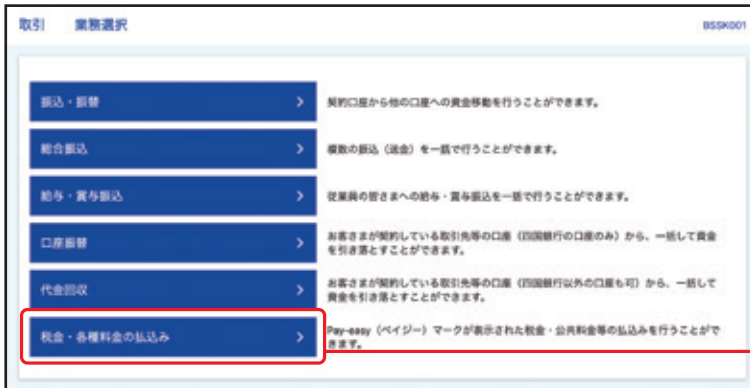 取引 業務選択 BSSK001
振込・振替 契約口座から他の口座への資金移動を行うことができます。
総合振込 複数の振込（送金）を一括で行うことができます。
給与・賞与振込 従業員の皆さまへの給与・賞与振込を一括で行うことができます。
口座振替 お客さまが契約している取引先等の口座（四国銀行の口座のみ）から、一括して資金
を引き落とすことができます。
代金回収 お客さまが契約している取引先等の口座（四国銀行以外の口座も可）から、一括して
資金を引き落とすことができます。
税金・各種料金の払込み Pay-easy（ペイジー）マークが表示された税金・公共料金等の払込みを行うことがで
きます。